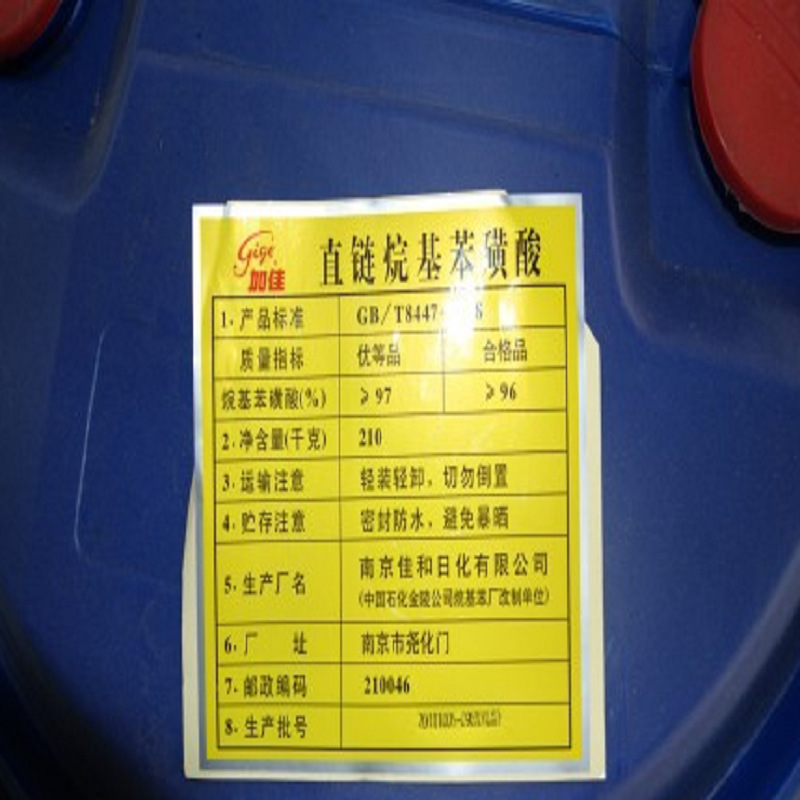 Gige
加佳
直链烷基苯磺酸
1. 产品标准 GB/T8447-
质量指标 优等品 合格品
烷基苯磺酸(%) ≥97 ≥96
2. 净含量(千克) 210
3. 运输注意 轻装轻卸，切勿倒置
4. 贮存注意 密封防水，避免暴晒
5. 生产厂名 南京佳和日化有限公司
(中国石化金陵公司烷基苯厂改制单位)
6. 厂 址 南京市尧化门
7. 邮政编码 210046
8. 生产批号